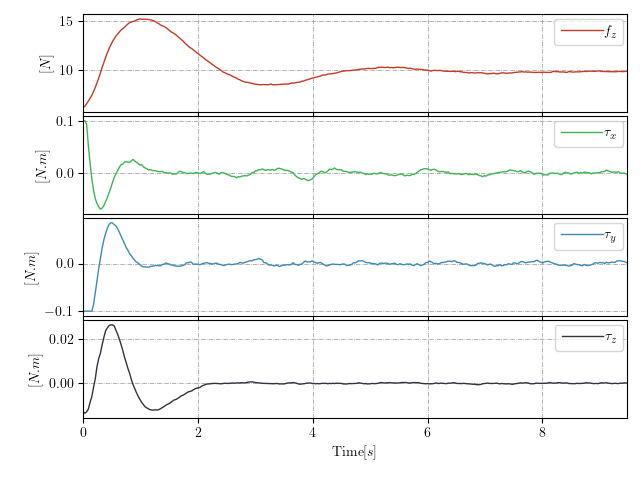 15
10
[N]
f_z
0.1
0.0
[N.m]
τ_x
0.0
−0.1
[N.m]
τ_y
0.02
0.00
[N.m]
τ_z
0 2 4 6 8
Time[s]